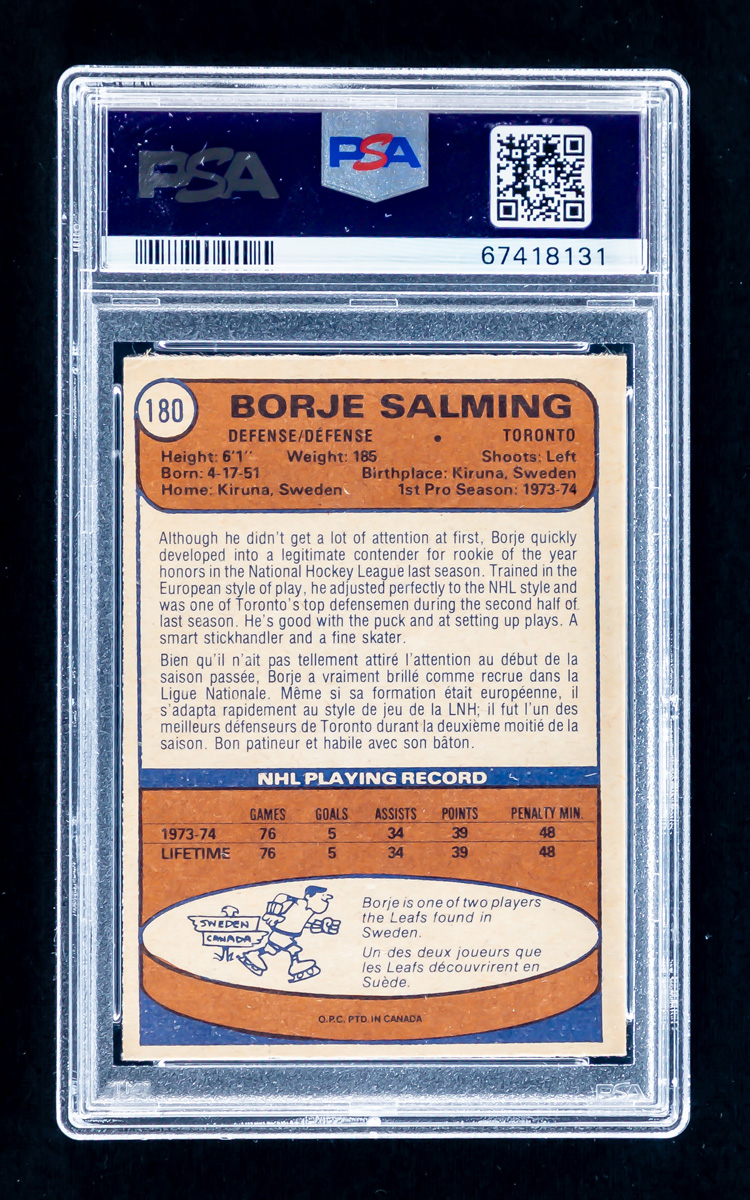 PSA
PSA
67418131
180
BORJE SALMING
DEFENSE/DÉFENSE • TORONTO
Height: 6'1" Weight: 185 Shoots: Left
Born: 4-17-51 Birthplace: Kiruna, Sweden
Home: Kiruna, Sweden 1st Pro Season: 1973-74
Although he didn't get a lot of attention at first, Borje quickly
developed into a legitimate contender for rookie of the year
honors in the National Hockey League last season. Trained in the
European style of play, he adjusted perfectly to the NHL style and
was one of Toronto's top defensemen during the second half of
last season. He's good with the puck and at setting up plays. A
smart stickhandler and a fine skater.
Bien qu'il n'ait pas tellement attiré l'attention au début de la
saison passée, Borje a vraiment brillé comme recrue dans la
Ligue Nationale. Même si sa formation était européenne, il
s'adapta rapidement au style de jeu de la LNH; il fut l'un des
meilleurs défenseurs de Toronto durant la deuxième moitié de la
saison. Bon patineur et habile avec son bâton.
NHL PLAYING RECORD
GAMES GOALS ASSISTS POINTS PENALTY MIN.
1973-74 76 5 34 39 48
LIFETIME 76 5 34 39 48
SWEDEN
CANADA
Borje is one of two players
the Leafs found in
Sweden.
Un des deux joueurs que
les Leafs découvrirent en
Suède.
O.P.C. PTD. IN CANADA
PSA